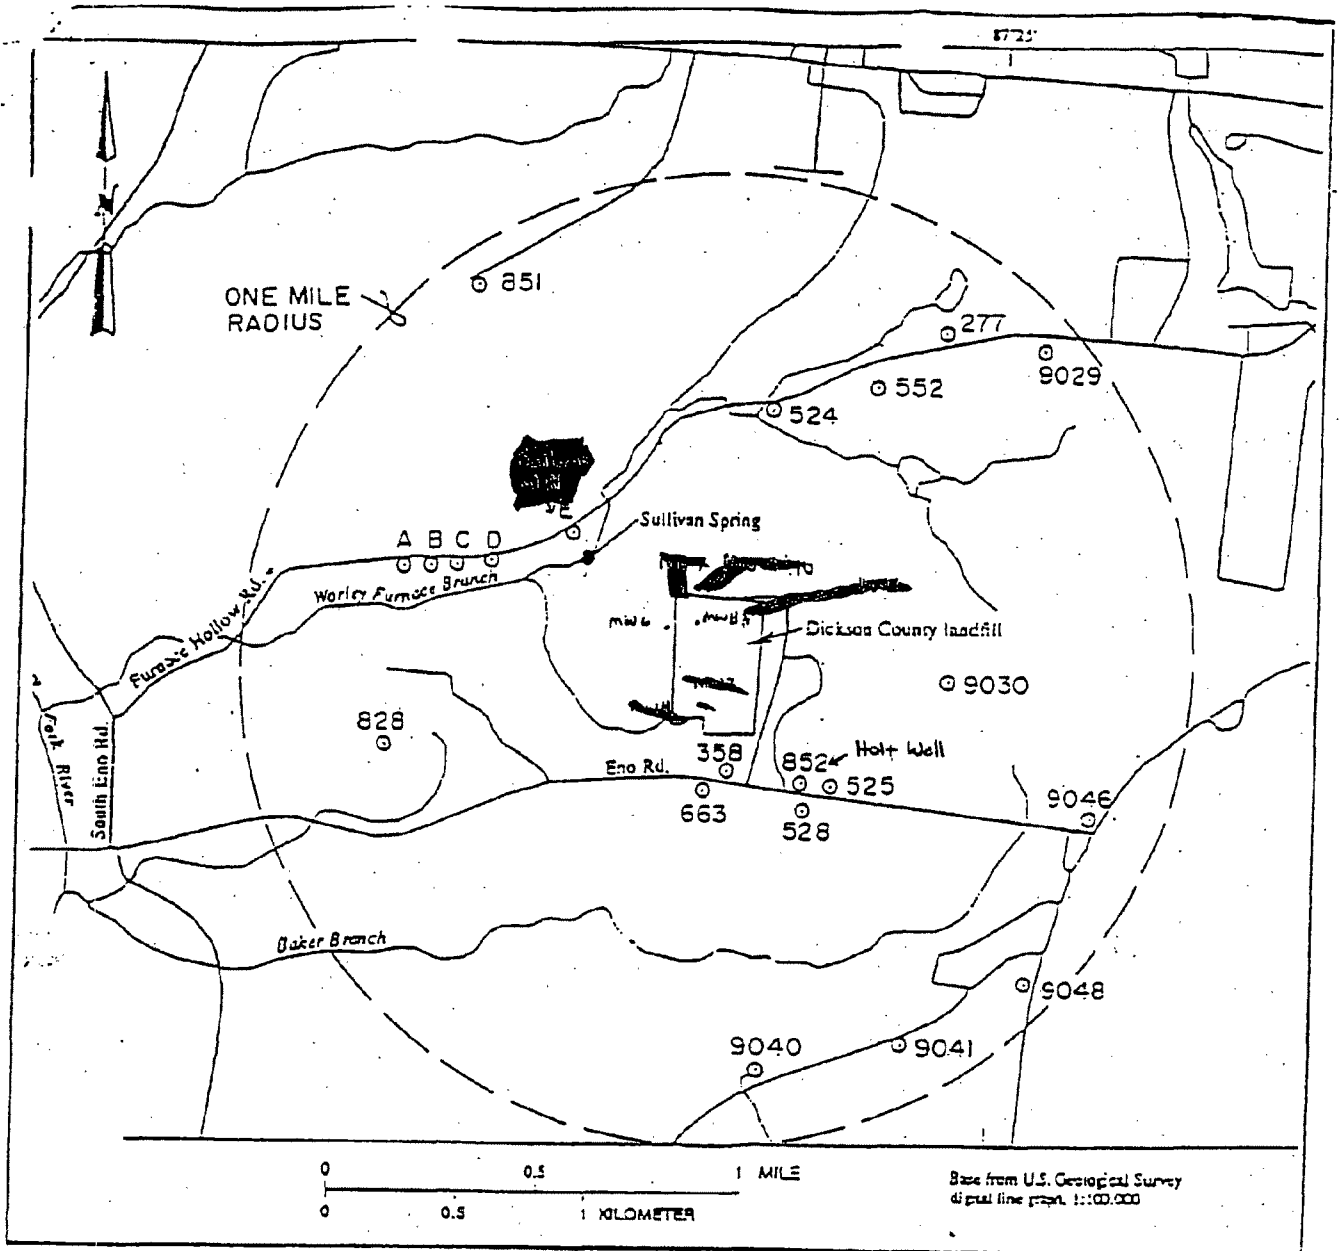 87°25'
N
ONE MILE
RADIUS
851
277
9029
552
524
Sullivan Spring
A B C D
Worley Furnace Branch
Furnace Hollow Rd.
MW6
Dickson County landfill
9030
828
358
Eno Rd.
663
852
Holt Well
525
528
9046
Fork River
South Eno Rd.
Baker Branch
9048
9041
9040
0 0.5 1 MILE
0 0.5 1 KILOMETER
Base from U.S. Geological Survey
digital line graph, 1:100,000